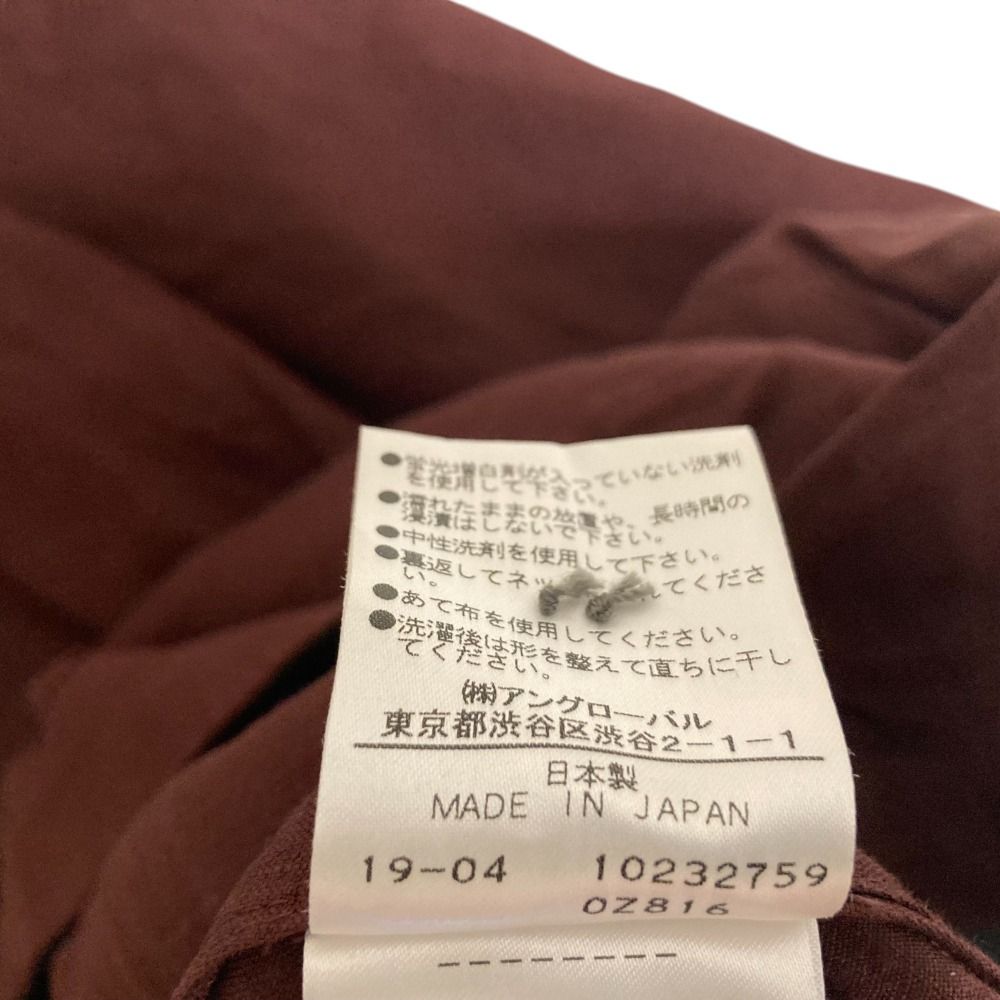 ●蛍光増白剤が入っていない洗剤
を使用して下さい。
●濡れたままの放置や、長時間の
浸漬はしないで下さい。
●中性洗剤を使用して下さい。
●裏返してネッ れてくださ
い。
●あて布を使用してください。
●洗濯後は形を整えて直ちに干し
てください。
㈱アングローバル
東京都渋谷区渋谷2-1-1
日本製
MADE IN JAPAN
19-04 10232759
OZ816
--------